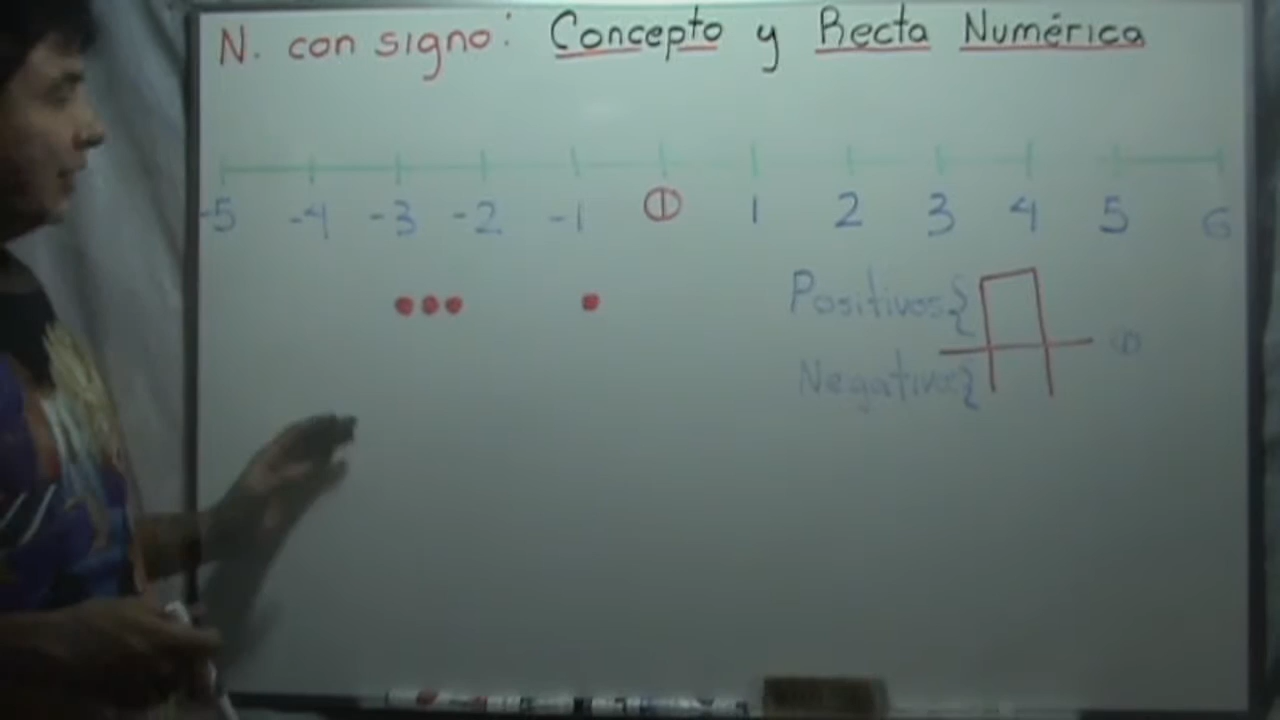 N. con signo: Concepto y Recta Numérica
-5 -4 -3 -2 -1 0 1 2 3 4 5 6
Positivos{
Negativos{ 0